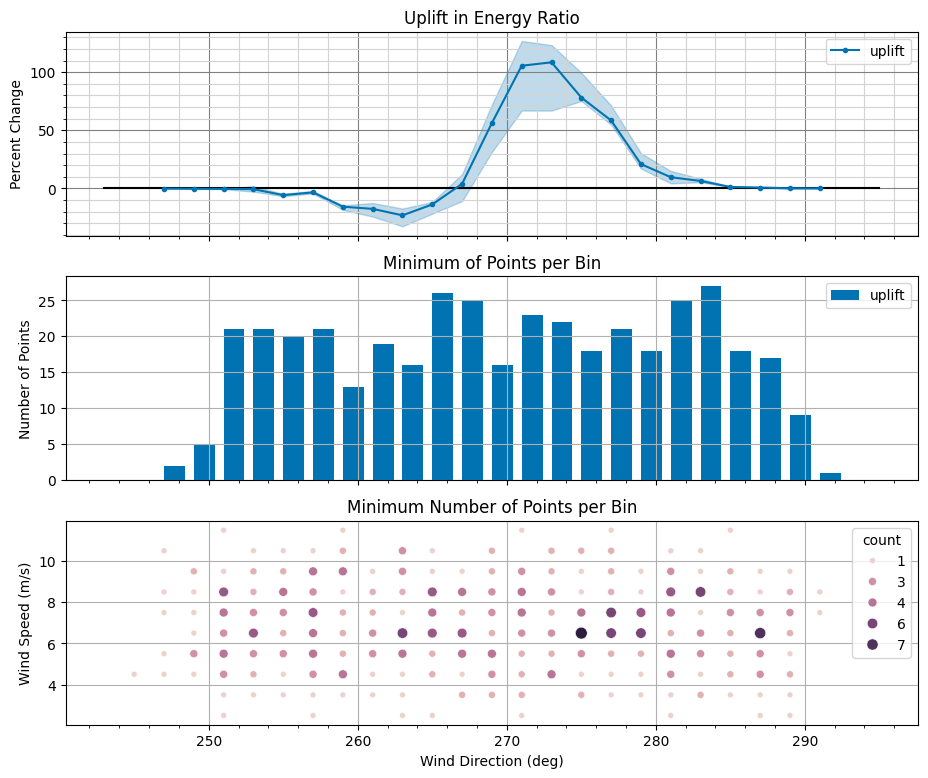 Uplift in Energy Ratio
Percent Change
100
50
0
uplift
Minimum of Points per Bin
Number of Points
25
20
15
10
5
0
uplift
Minimum Number of Points per Bin
Wind Speed (m/s)
10
8
6
4
count
1
3
4
6
7
250
260
270
280
290
Wind Direction (deg)